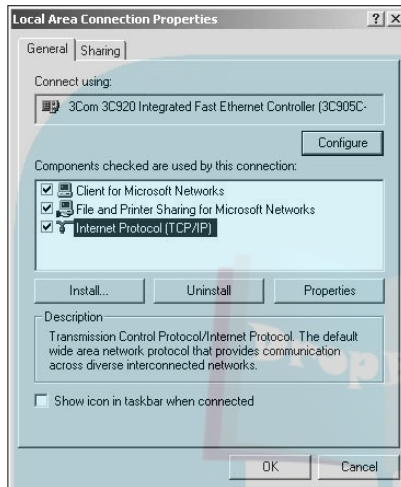 Local Area Connection Properties
General Sharing
Connect using:
3Com 3C920 Integrated Fast Ethernet Controller (3C905C-
Configure
Components checked are used by this connection:
Client for Microsoft Networks
File and Printer Sharing for Microsoft Networks
Internet Protocol (TCP/IP)
Install... Uninstall Properties
Description
Transmission Control Protocol/Internet Protocol. The default
wide area network protocol that provides communication
across diverse interconnected networks.
Show icon in taskbar when connected
OK Cancel